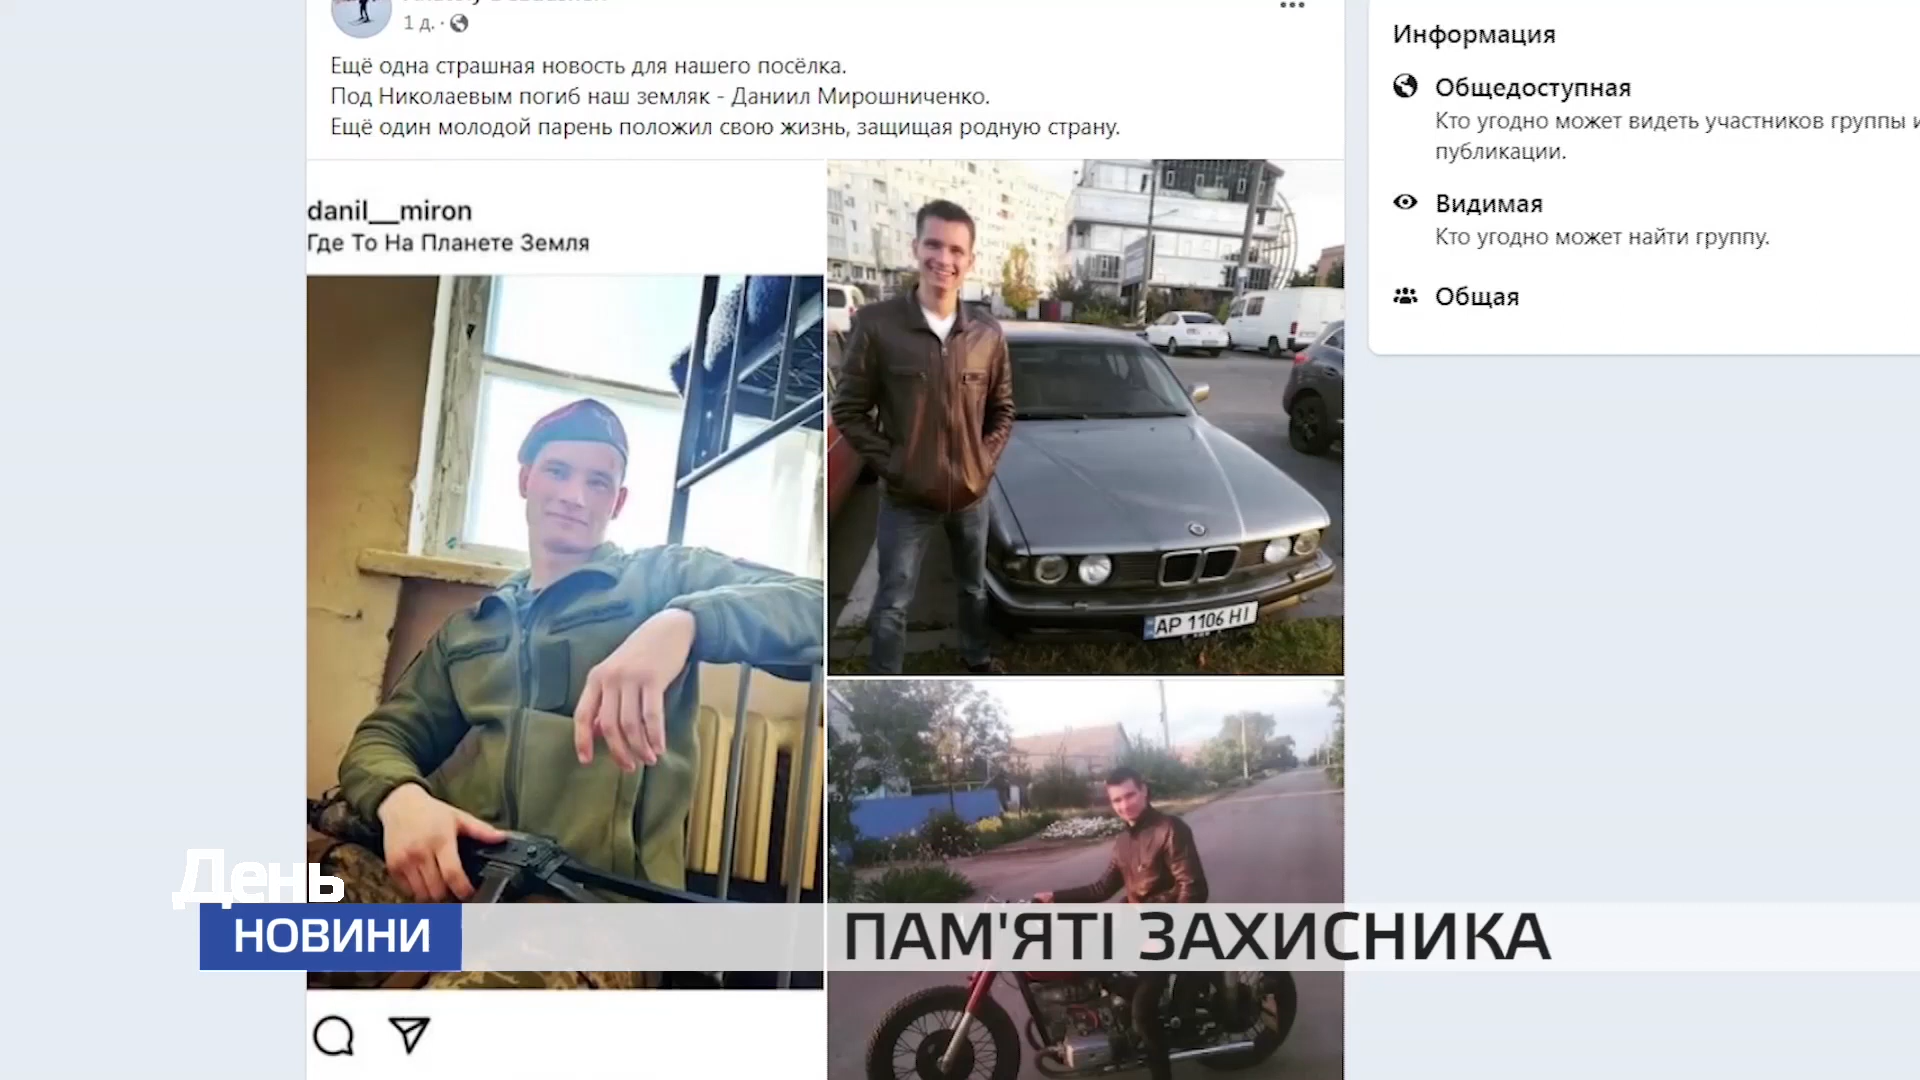 1 д.
Ещё одна страшная новость для нашего посёлка.
Под Николаевым погиб наш земляк - Даниил Мирошниченко.
Ещё один молодой парень положил свою жизнь, защищая родную страну.
danil__miron
Где То На Планете Земля
AP 1106 HI
Информация
Общедоступная
Кто угодно может видеть участников группы и
публикации.
Видимая
Кто угодно может найти группу.
Общая
День
НОВИНИ
ПАМ'ЯТІ ЗАХИСНИКА